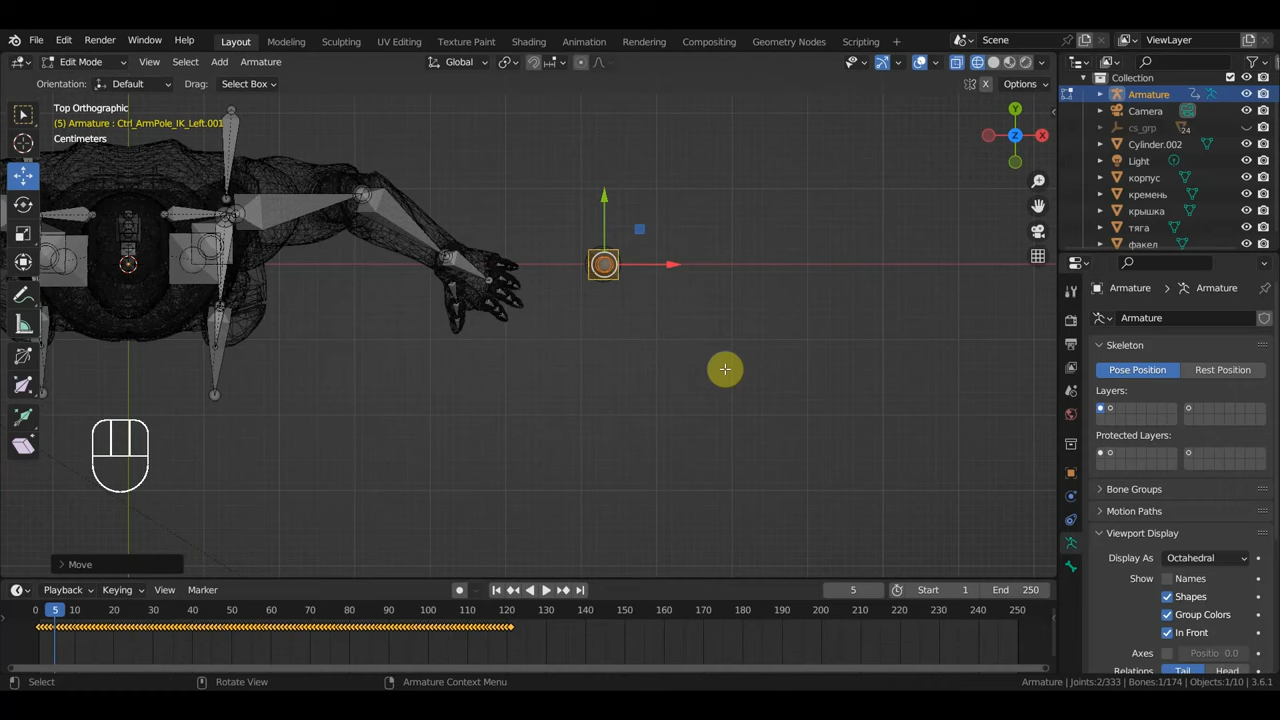 File Edit Render Window Help Layout Modeling Sculpting UV Editing Texture Paint Shading Animation Rendering Compositing Geometry Nodes Scripting + Scene ViewLayer
Edit Mode View Select Add Armature Global X Options
Orientation: Default Drag: Select Box
Top Orthographic
(5) Armature : Ctrl_ArmPole_IK_Left.001
Centimeters
Y
X
Z
Move
Collection
Armature
Camera
cs_grp 24
Cylinder.002
Light
корпус
кремень
крышка
тяга
факел
Armature > Armature
Armature
Skeleton
Pose Position Rest Position
Layers:
Protected Layers:
Bone Groups
Motion Paths
Viewport Display
Display As Octahedral
Show Names
Shapes
Group Colors
In Front
Axes Positio 0.0
Relations Tail Head
Playback Keying View Marker 5 Start 1 End 250
0 5 10 20 30 40 50 60 70 80 90 100 110 120 130 140 150 160 170 180 190 200 210 220 230 240 250
Select Rotate View Armature Context Menu Armature | Joints:2/333 | Bones:1/174 | Objects:1/10 | 3.6.1